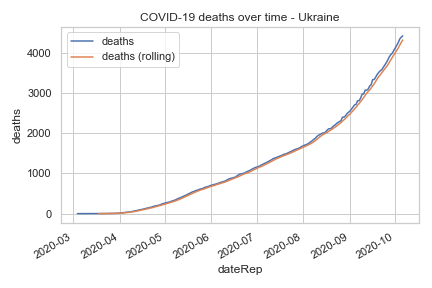 COVID-19 deaths over time - Ukraine
deaths
deaths (rolling)
deaths
4000
3000
2000
1000
0
2020-03
2020-04
2020-05
2020-06
2020-07
2020-08
2020-09
2020-10
dateRep